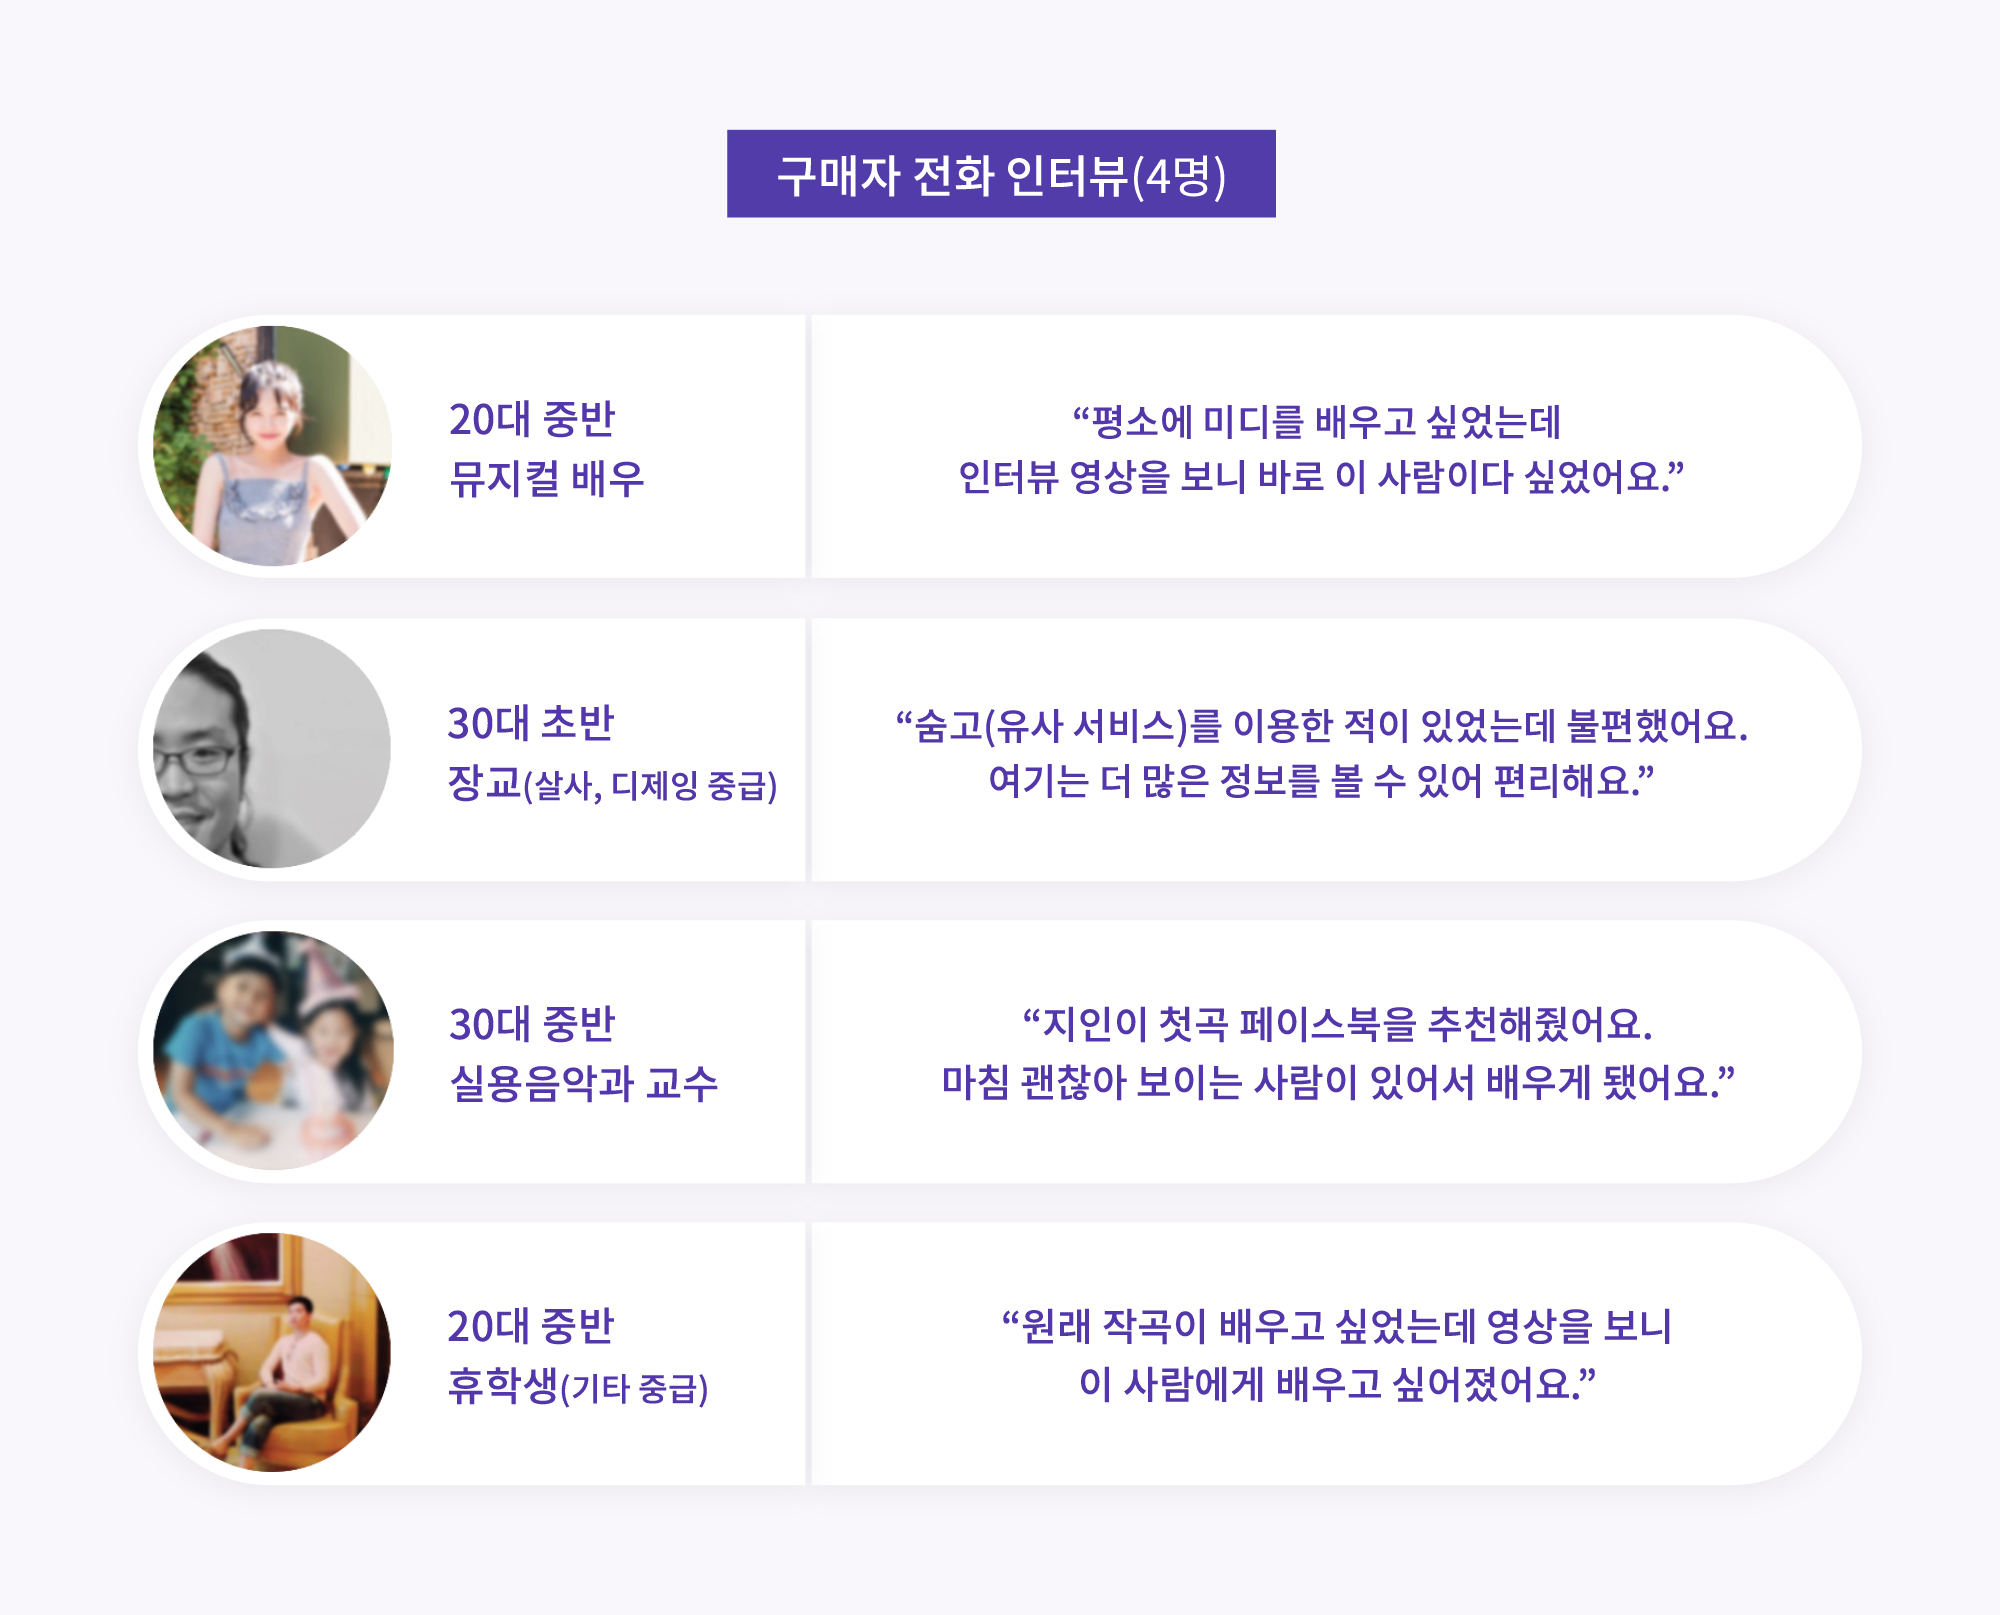 구매자 전화 인터뷰(4명)
20대 중반
뮤지컬 배우
“평소에 미디를 배우고 싶었는데
인터뷰 영상을 보니 바로 이 사람이다 싶었어요.”
30대 초반
장교(살사, 디제잉 중급)
“숨고(유사 서비스)를 이용한 적이 있었는데 불편했어요.
여기는 더 많은 정보를 볼 수 있어 편리해요.”
30대 중반
실용음악과 교수
“지인이 첫곡 페이스북을 추천해줬어요.
마침 괜찮아 보이는 사람이 있어서 배우게 됐어요.”
20대 중반
휴학생(기타 중급)
“원래 작곡이 배우고 싶었는데 영상을 보니
이 사람에게 배우고 싶어졌어요.”